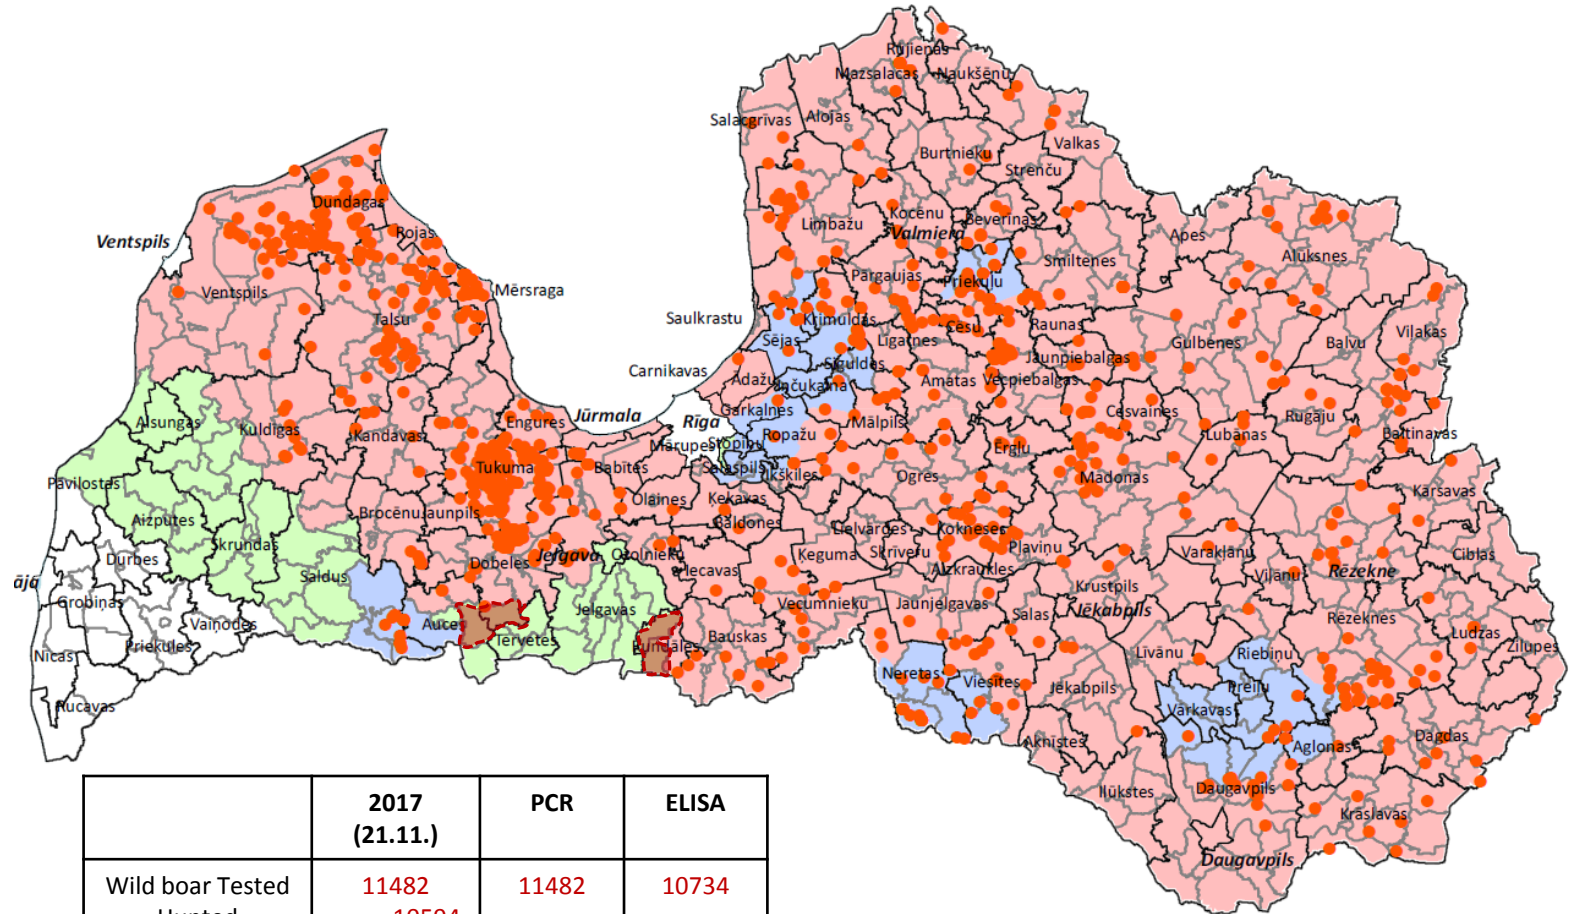 Rūjienas
Mazsalacas
Naukšēnu
Salacgrīvas
Alojas
Valkas
Burtnieku
Strenču
Dundagas
Kocēnu
Beverīnas
Limbažu
Valmiera
Rojas
Apes
Ventspils
Alūksnes
Smiltenes
Pārgaujas
Priekuļu
Ventspils
Mērsraga
Talsu
Saulkrastu
Krimuldas
Cēsu
Raunas
Viļakas
Sējas
Līgatnes
Gulbenes
Balvu
Siguldas
Jaunpiebalgas
Carnikavas
Ādažu
Inčukalna
Amatas
Vecpiebalgas
Garkalnes
Cesvaines
Rugāju
Jūrmala
Alsungas
Engures
Rīga
Mālpils
Kuldīgas
Kandavas
Ropažu
Lubānas
Baltinavas
Mārupes
Stopiņu
Ērgļu
Tukuma
Babītes
Salaspils
Ikšķiles
Ogres
Madonas
Pāvilostas
Olaines
Ķekavas
Kārsavas
Brocēnu
Jaunpils
Aizputes
Baldones
Lielvārdes
Kokneses
Skrundas
Pļaviņu
Durbes
Jelgava
Ozolnieku
Ķeguma
Skrīveru
Varakļānu
Ciblas
Dobeles
Iecavas
Aizkraukles
Viļānu
Rēzekne
Saldus
Krustpils
Grobiņas
Vecumnieku
Jaunjelgavas
Jēkabpils
Jelgavas
Salas
Rēzeknes
Vaiņodes
Auces
Tērvetes
Bauskas
Ludzas
Priekules
Rundāles
Zilupes
Nīcas
Līvānu
Riebiņu
Neretas
Viesītes
Jēkabpils
Preiļu
Rucavas
Vārkavas
Aknīstes
Aglonas
Dagdas
Ilūkstes
Daugavpils
Krāslavas
Daugavpils
2017 PCR ELISA
(21.11.)
Wild boar Tested 11482 11482 10734